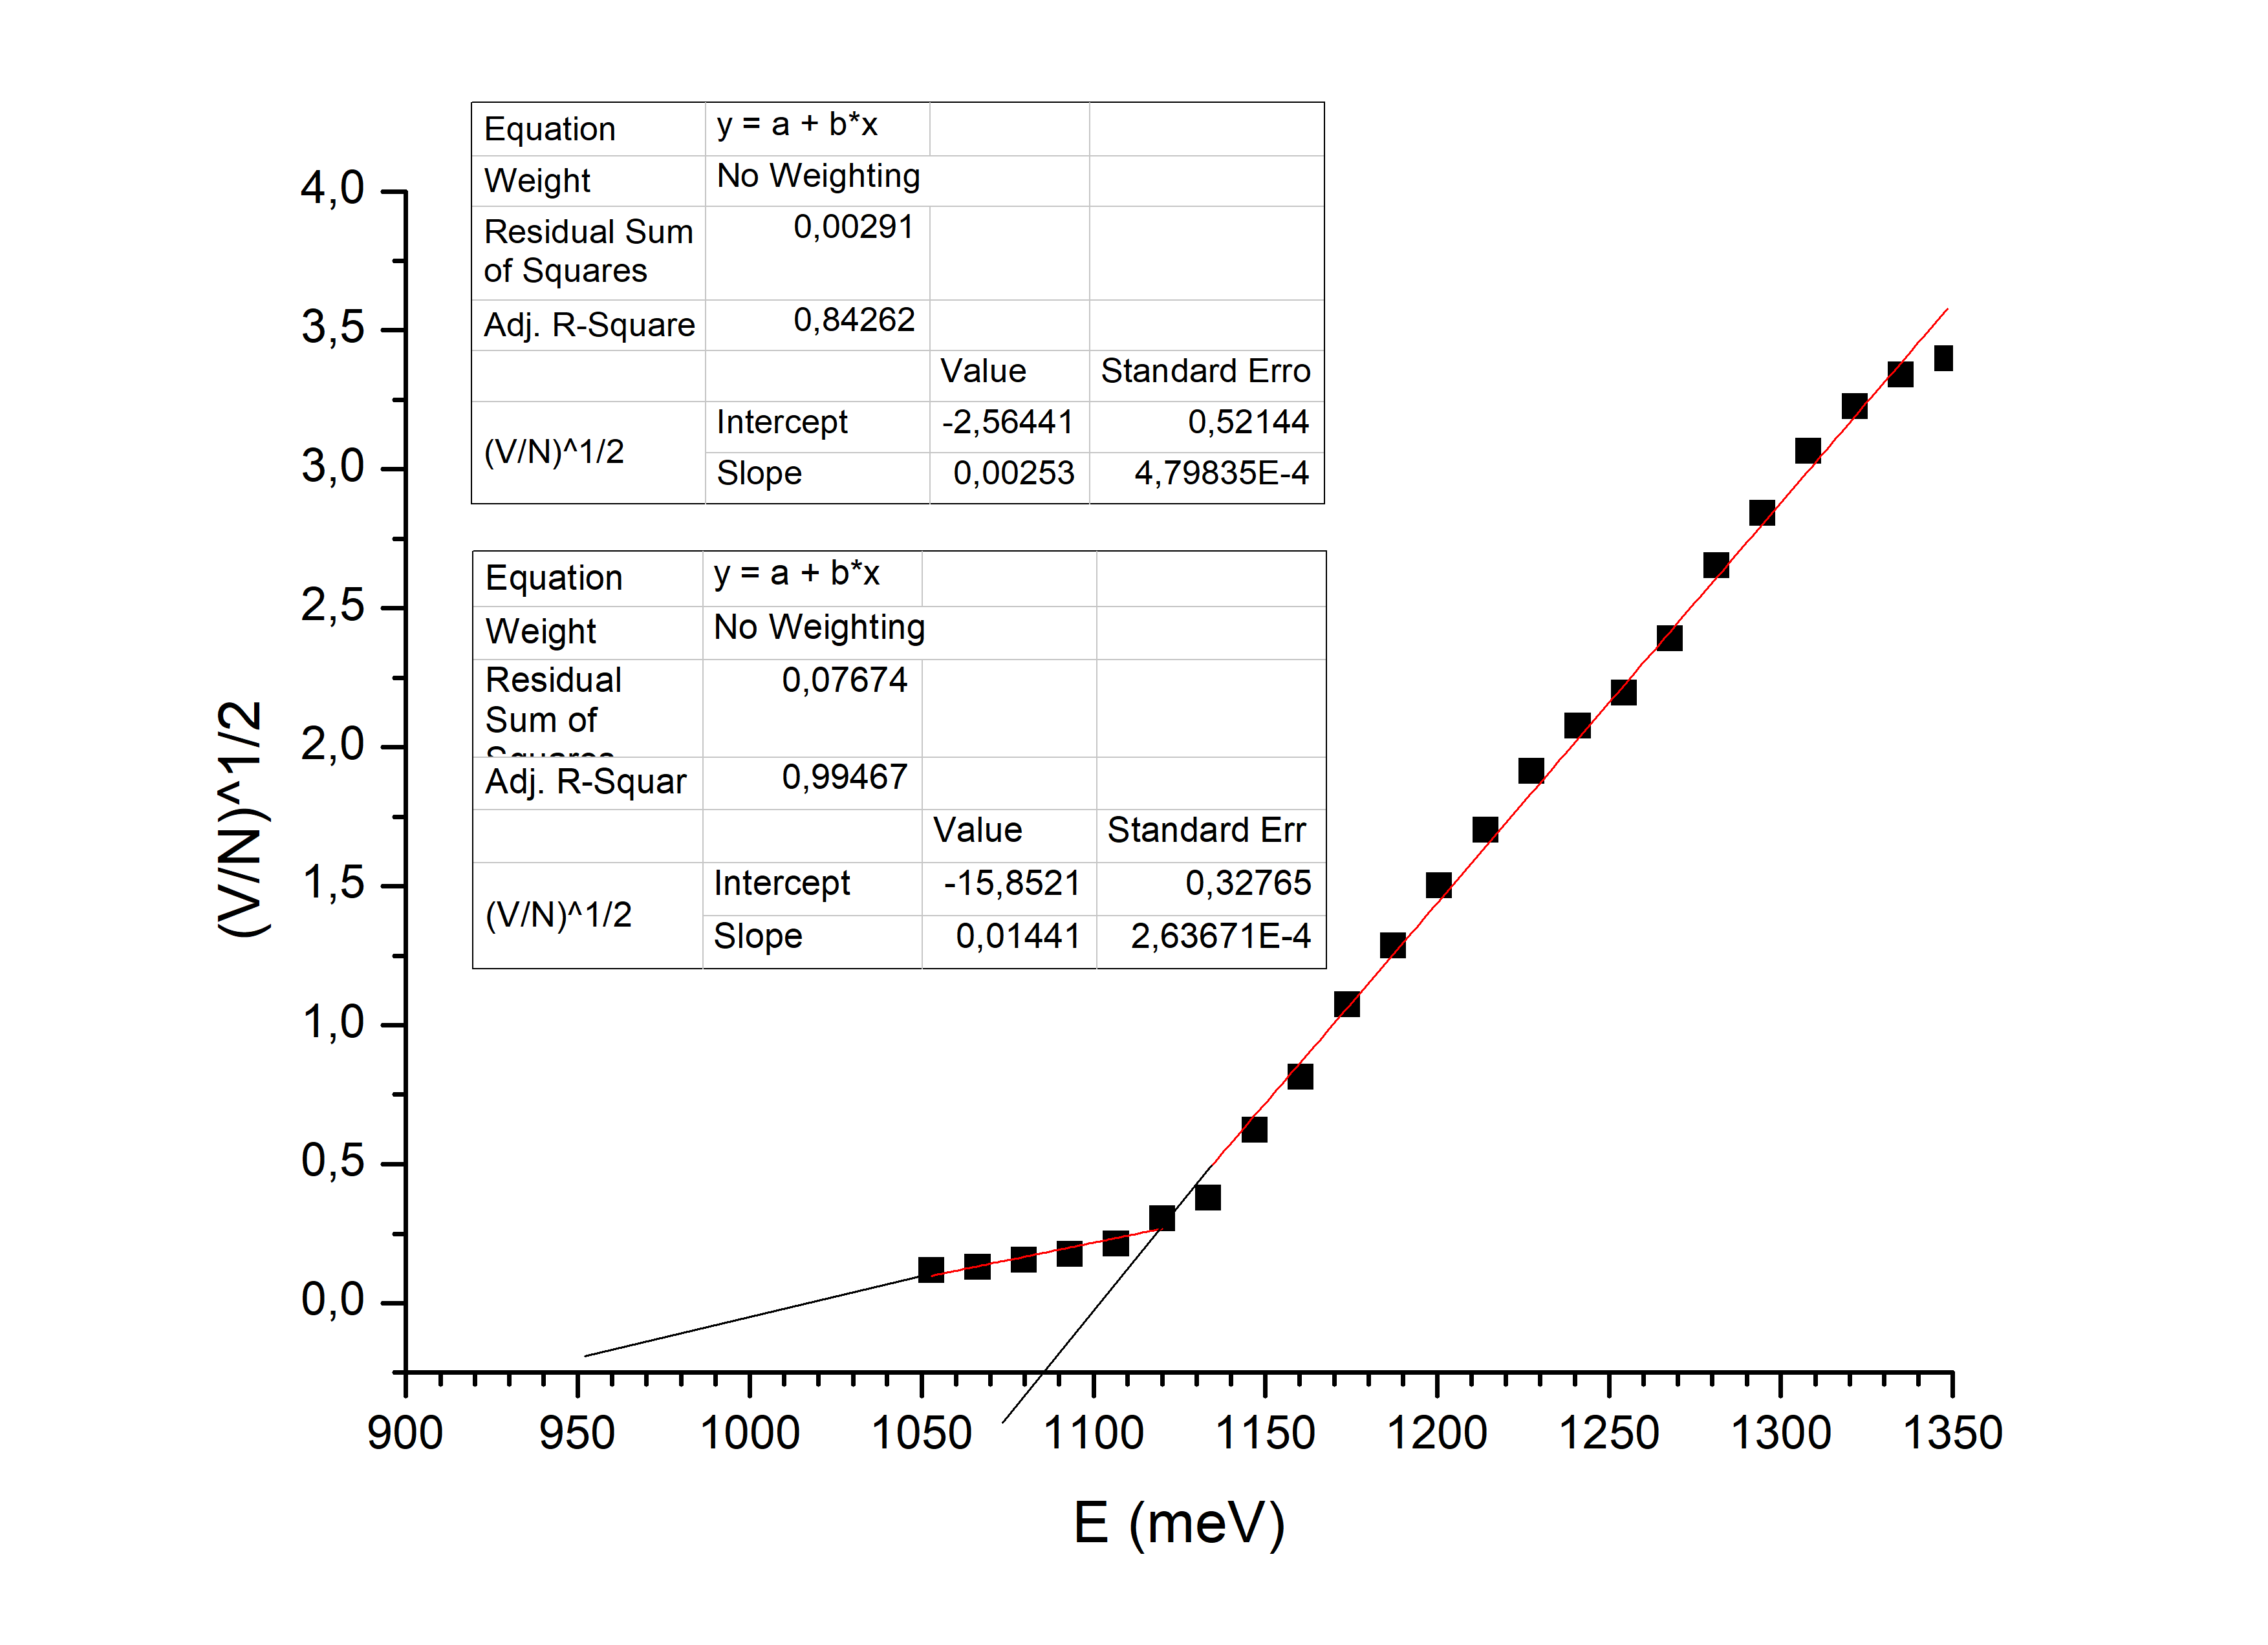 Equation y = a + b*x
Weight No Weighting
Residual Sum of Squares 0,00291
Adj. R-Square 0,84262
Value Standard Erro
(V/N)^1/2 Intercept -2,56441 0,52144
Slope 0,00253 4,79835E-4
Equation y = a + b*x
Weight No Weighting
Residual Sum of Squares 0,07674
Adj. R-Squar 0,99467
Value Standard Err
(V/N)^1/2 Intercept -15,8521 0,32765
Slope 0,01441 2,63671E-4
4,0
3,5
3,0
2,5
2,0
1,5
1,0
0,5
0,0
(V/N)^1/2
900 950 1000 1050 1100 1150 1200 1250 1300 1350
E (meV)